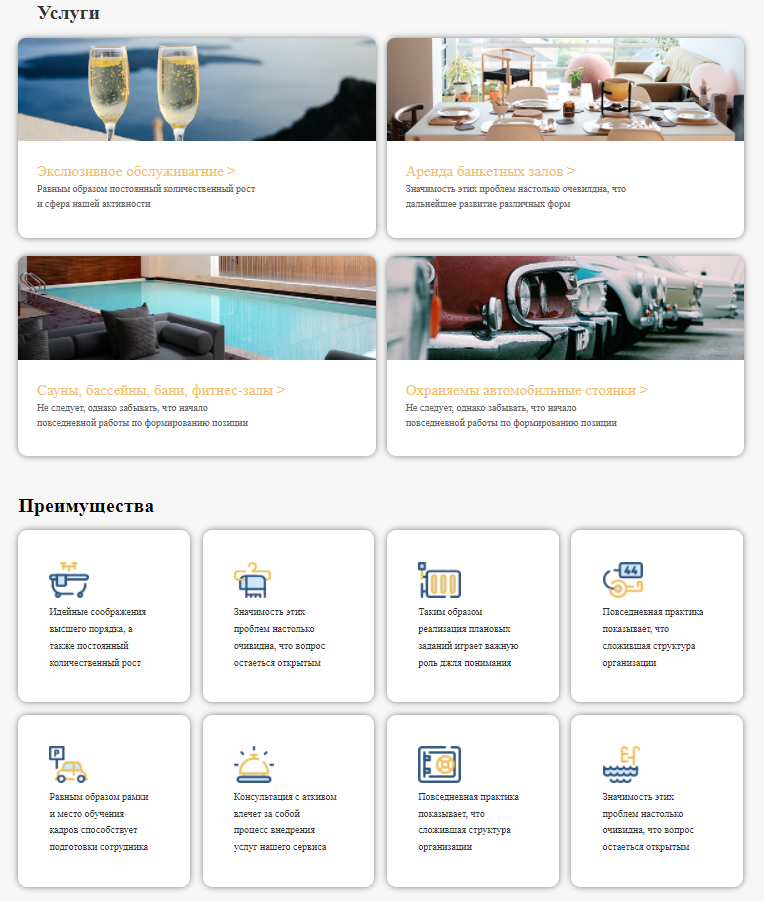 Услуги
Экслюзивное обслуживагние >
Равным образом постоянный количественный рост
и сфера нашей активности
Аренда банкетных залов >
Значимость этих проблем настолько очевилдна, что
дальнейшее развитие различных форм
Сауны, бассейны, бани, фитнес-залы >
Не следует, однако забывать, что начало
повседневной работы по формированию позиции
Охраняемы автомобильные стоянки >
Не следует, однако забывать, что начало
повседневной работы по формированию позиции
Преимущества
Идейные соображения
высшего порядка, а
также постоянный
количественный рост
Значимость этих
проблем настолько
очивидна, что вопрос
остаеться открытым
Таким образом
реализация плановых
заданий играет важную
роль джля понимания
44
Повседневная практика
показывает, что
сложившая структура
организации
P
Равным образом рамки
и место обучения
кадров способствует
подготовки сотрудника
Консультация с аткивом
влечет за собой
процесс внедрения
услуг нашего сервиса
Повседневная практика
показывает, что
сложившая структура
организации
Значимость этих
проблем настолько
очивидна, что вопрос
остаеться открытым